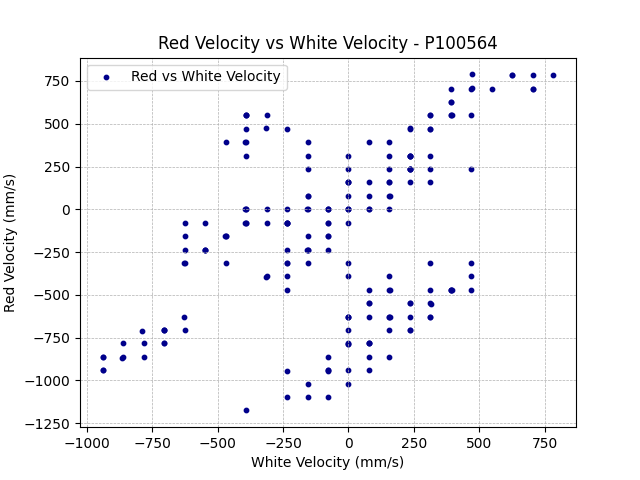 Red Velocity vs White Velocity - P100564
Red vs White Velocity
Red Velocity (mm/s)
750
500
250
0
−250
−500
−750
−1000
−1250
−1000 −750 −500 −250 0 250 500 750
White Velocity (mm/s)